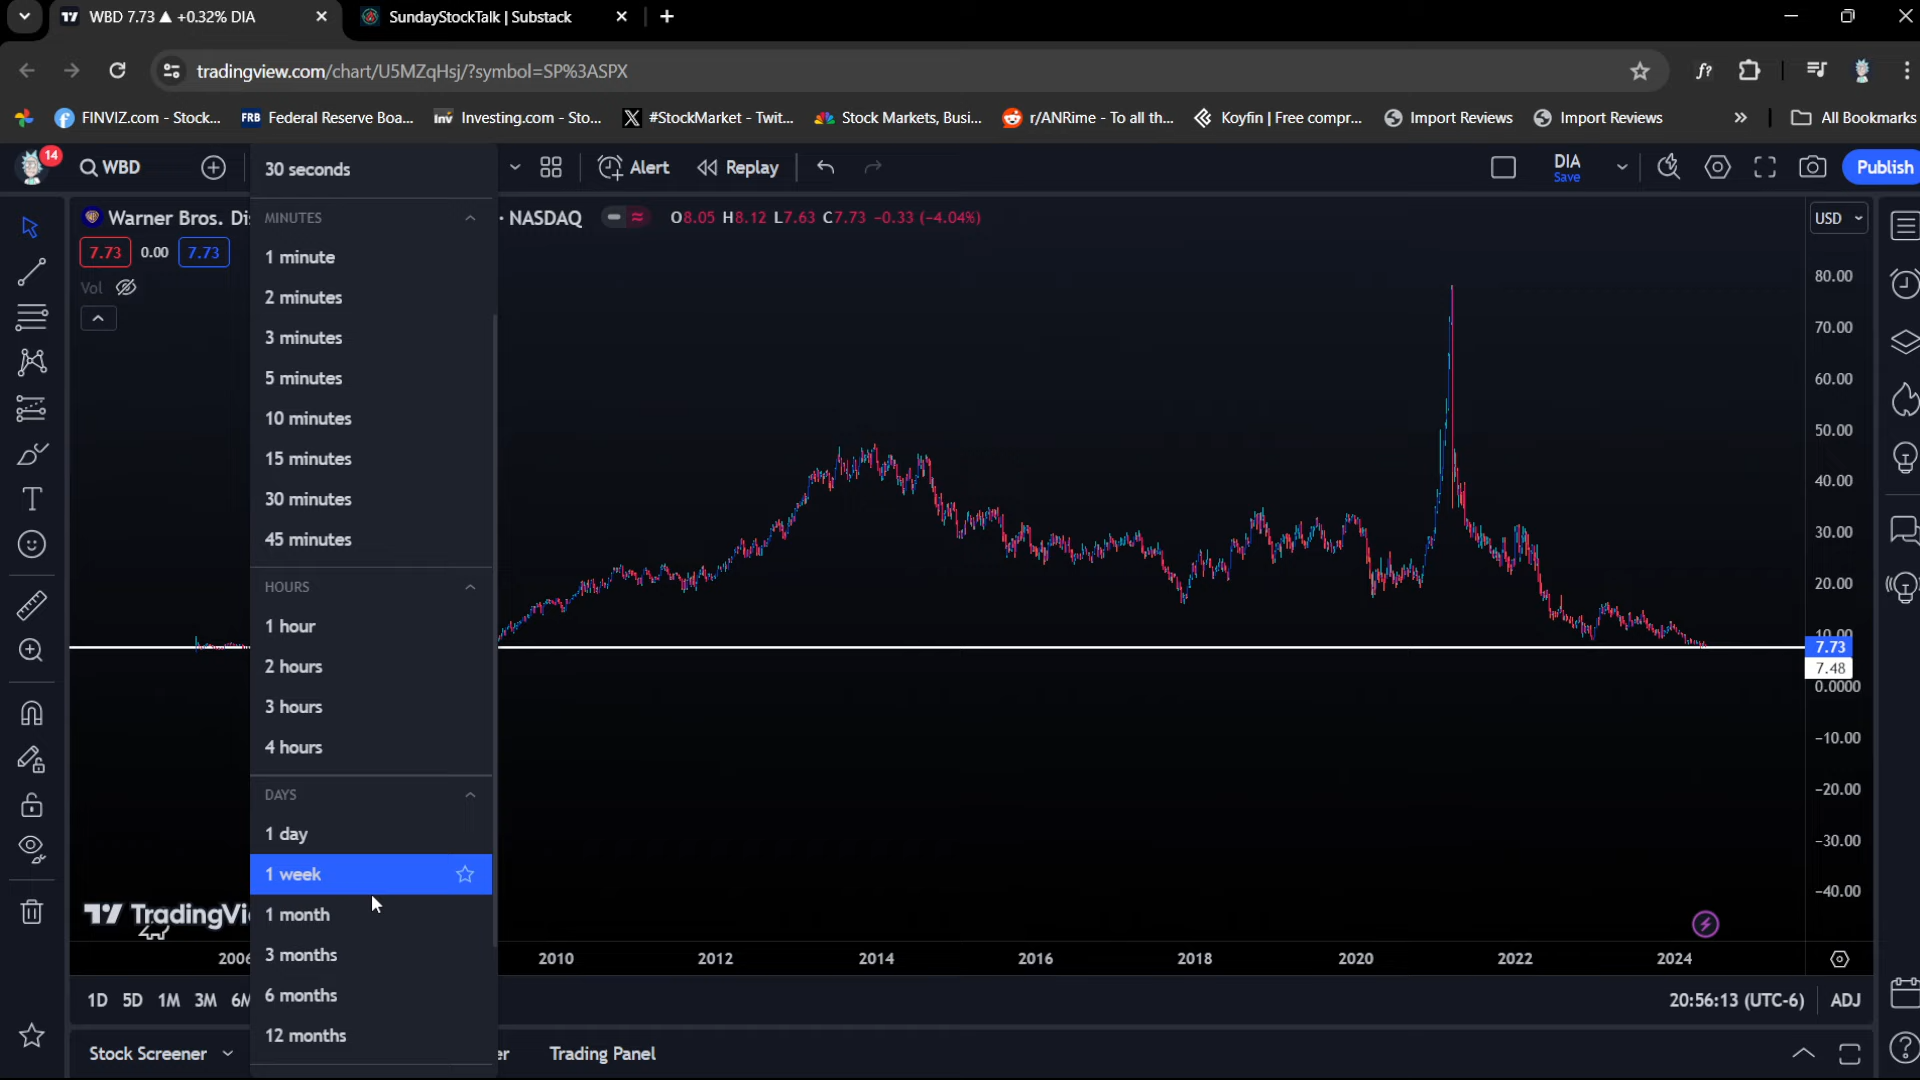 WBD 7.73 ▲ +0.32% DIA
SundayStockTalk | Substack
tradingview.com/chart/U5MZqHsj/?symbol=SP%3ASPX
f?
FINVIZ.com - Stock...
FRB Federal Reserve Boa...
Inv Investing.com - Sto...
X #StockMarket - Twit...
Stock Markets, Busi...
r/ANRime - To all th...
Koyfin | Free compr...
Import Reviews
Import Reviews
»
All Bookmarks
14
WBD
30 seconds
Alert
Replay
DIA
Save
Publish
Warner Bros. Di
· NASDAQ
O8.05 H8.12 L7.63 C7.73 −0.33 (−4.04%)
USD
7.73
0.00
7.73
Vol
MINUTES
1 minute
2 minutes
3 minutes
5 minutes
10 minutes
15 minutes
30 minutes
45 minutes
HOURS
1 hour
2 hours
3 hours
4 hours
DAYS
1 day
1 week
1 month
3 months
6 months
12 months
80.00
70.00
60.00
50.00
40.00
30.00
20.00
10.00
7.73
7.48
0.0000
−10.00
−20.00
−30.00
−40.00
TradingVi
2006
2010
2012
2014
2016
2018
2020
2022
2024
1D 5D 1M 3M 6M
20:56:13 (UTC-6)
ADJ
Stock Screener
er
Trading Panel